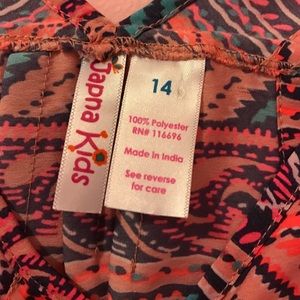 Japna Kids
14
100% Polyester
RN# 116696
Made In India
See reverse
for care